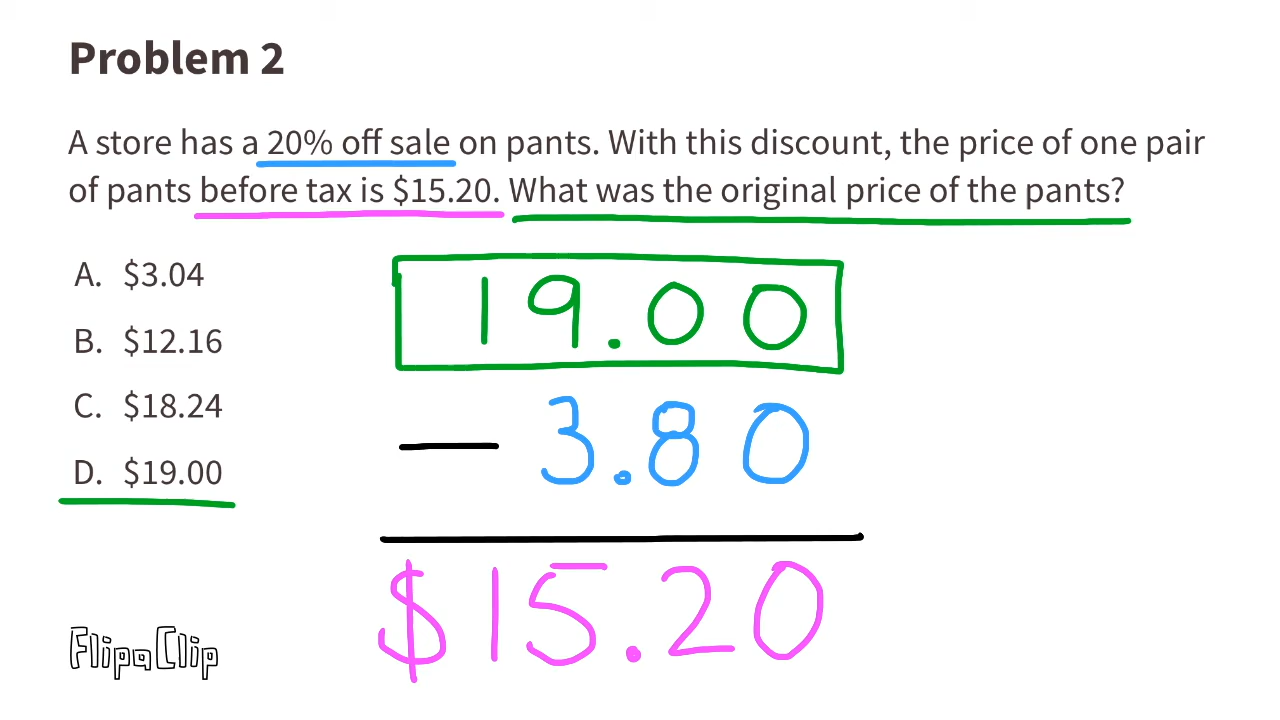 Problem 2
A store has a 20% off sale on pants. With this discount, the price of one pair
of pants before tax is $15.20. What was the original price of the pants?
A. $3.04
B. $12.16
C. $18.24
D. $19.00
19.00
— 3.80
$15.20
FlipaClip